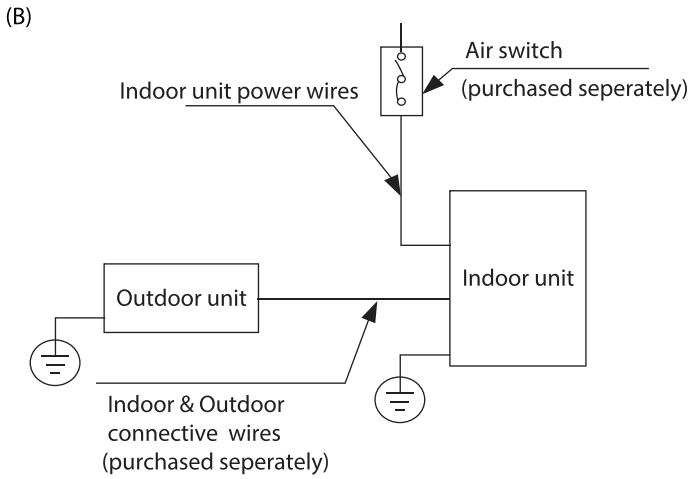 (B)
Air switch
(purchased seperately)
Indoor unit power wires
Indoor unit
Outdoor unit
Indoor & Outdoor
connective wires
(purchased seperately)